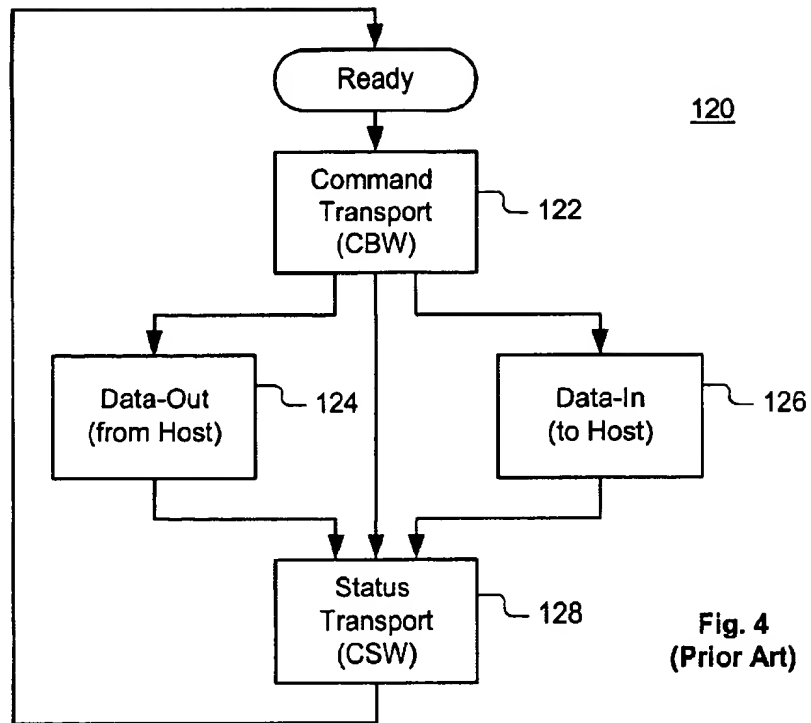 Ready
120
Command
Transport
(CBW)
122
Data-Out
(from Host)
124
Data-In
(to Host)
126
Status
Transport
(CSW)
128
Fig. 4
(Prior Art)